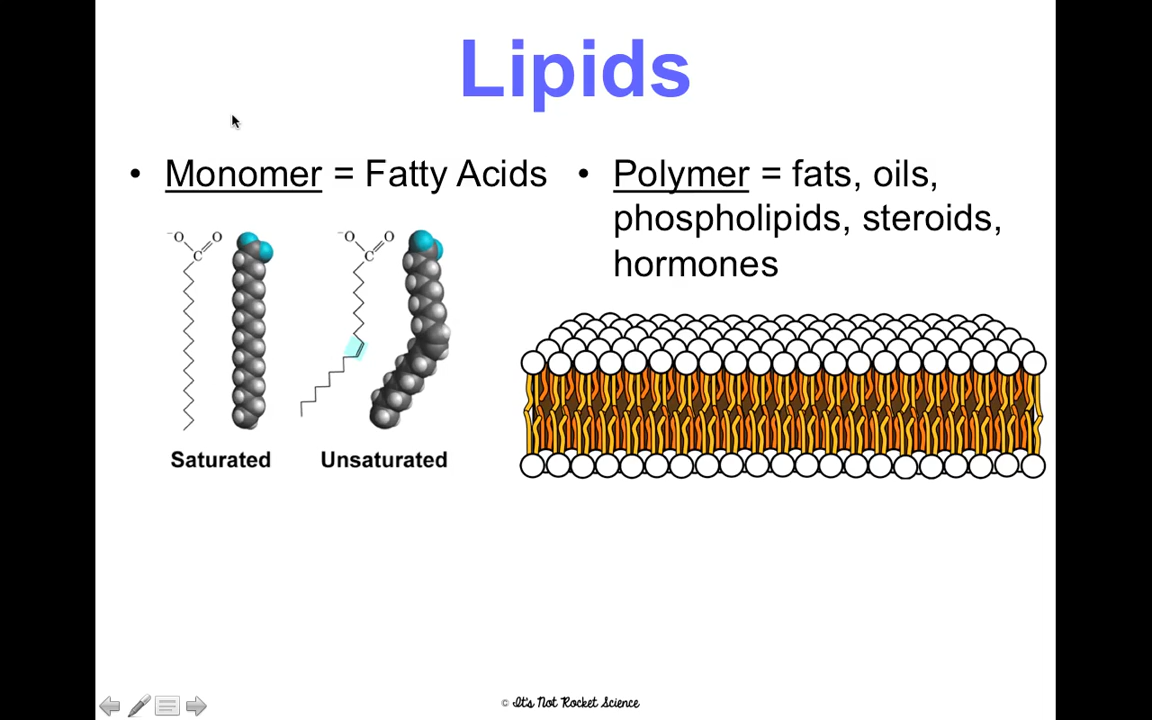 Lipids
• Monomer = Fatty Acids
• Polymer = fats, oils,
phospholipids, steroids,
hormones
⁻O O
C
⁻O O
C
Saturated
Unsaturated
© It's Not Rocket Science